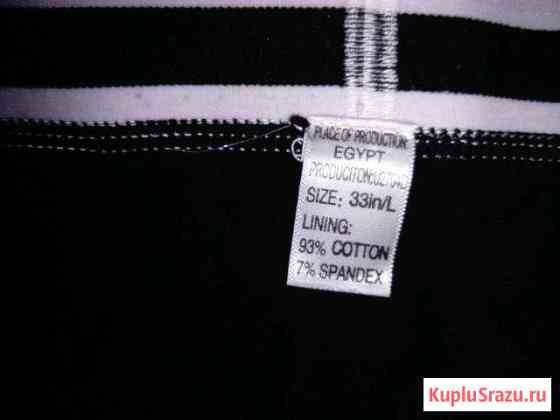 PLACE OF PRODUCTION:
EGYPT
SIZE: 33in/L
LINING:
93% COTTON
7% SPANDEX
KupluSrazu.ru